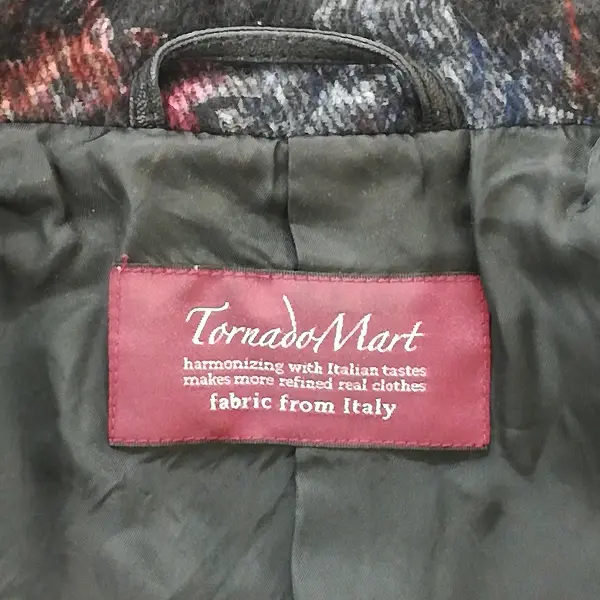 TornadoMart
harmonizing with Italian tastes
makes more refined real clothes
fabric from Italy